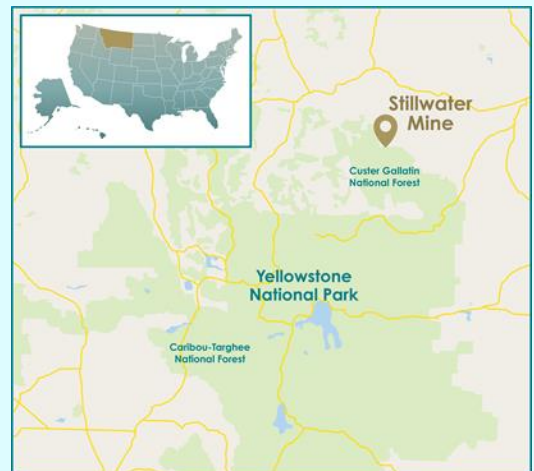 Stillwater
Mine
Custer Gallatin
National Forest
Yellowstone
National Park
Caribou-Targhee
National Forest